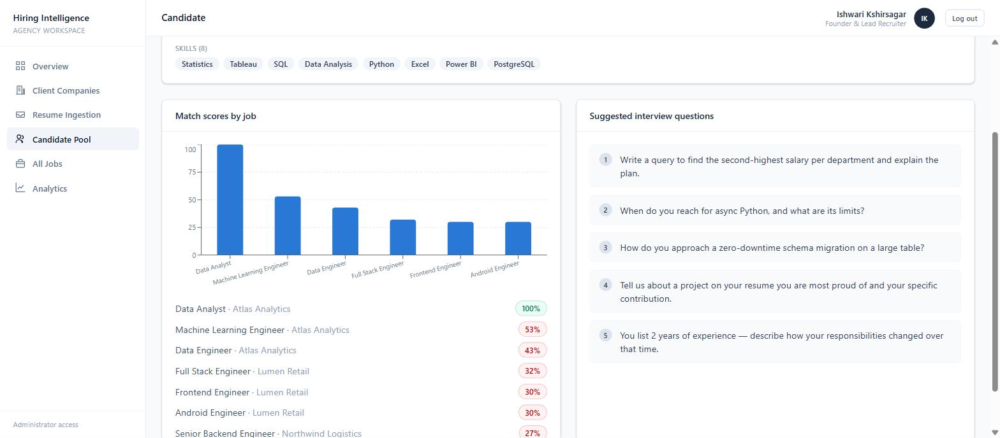 Hiring Intelligence
AGENCY WORKSPACE
Overview
Client Companies
Resume Ingestion
Candidate Pool
All Jobs
Analytics
Administrator access
Candidate
Ishwari Kshirsagar
Founder & Lead Recruiter
IK
Log out
SKILLS (8)
Statistics Tableau SQL Data Analysis Python Excel Power BI PostgreSQL
Match scores by job
100
75
50
25
0
Data Analyst
Machine Learning Engineer
Data Engineer
Full Stack Engineer
Frontend Engineer
Android Engineer
Data Analyst · Atlas Analytics 100%
Machine Learning Engineer · Atlas Analytics 53%
Data Engineer · Atlas Analytics 43%
Full Stack Engineer · Lumen Retail 32%
Frontend Engineer · Lumen Retail 30%
Android Engineer · Lumen Retail 30%
Senior Backend Engineer · Northwind Logistics 27%
Suggested interview questions
1 Write a query to find the second-highest salary per department and explain the
plan.
2 When do you reach for async Python, and what are its limits?
3 How do you approach a zero-downtime schema migration on a large table?
4 Tell us about a project on your resume you are most proud of and your specific
contribution.
5 You list 2 years of experience — describe how your responsibilities changed over
that time.